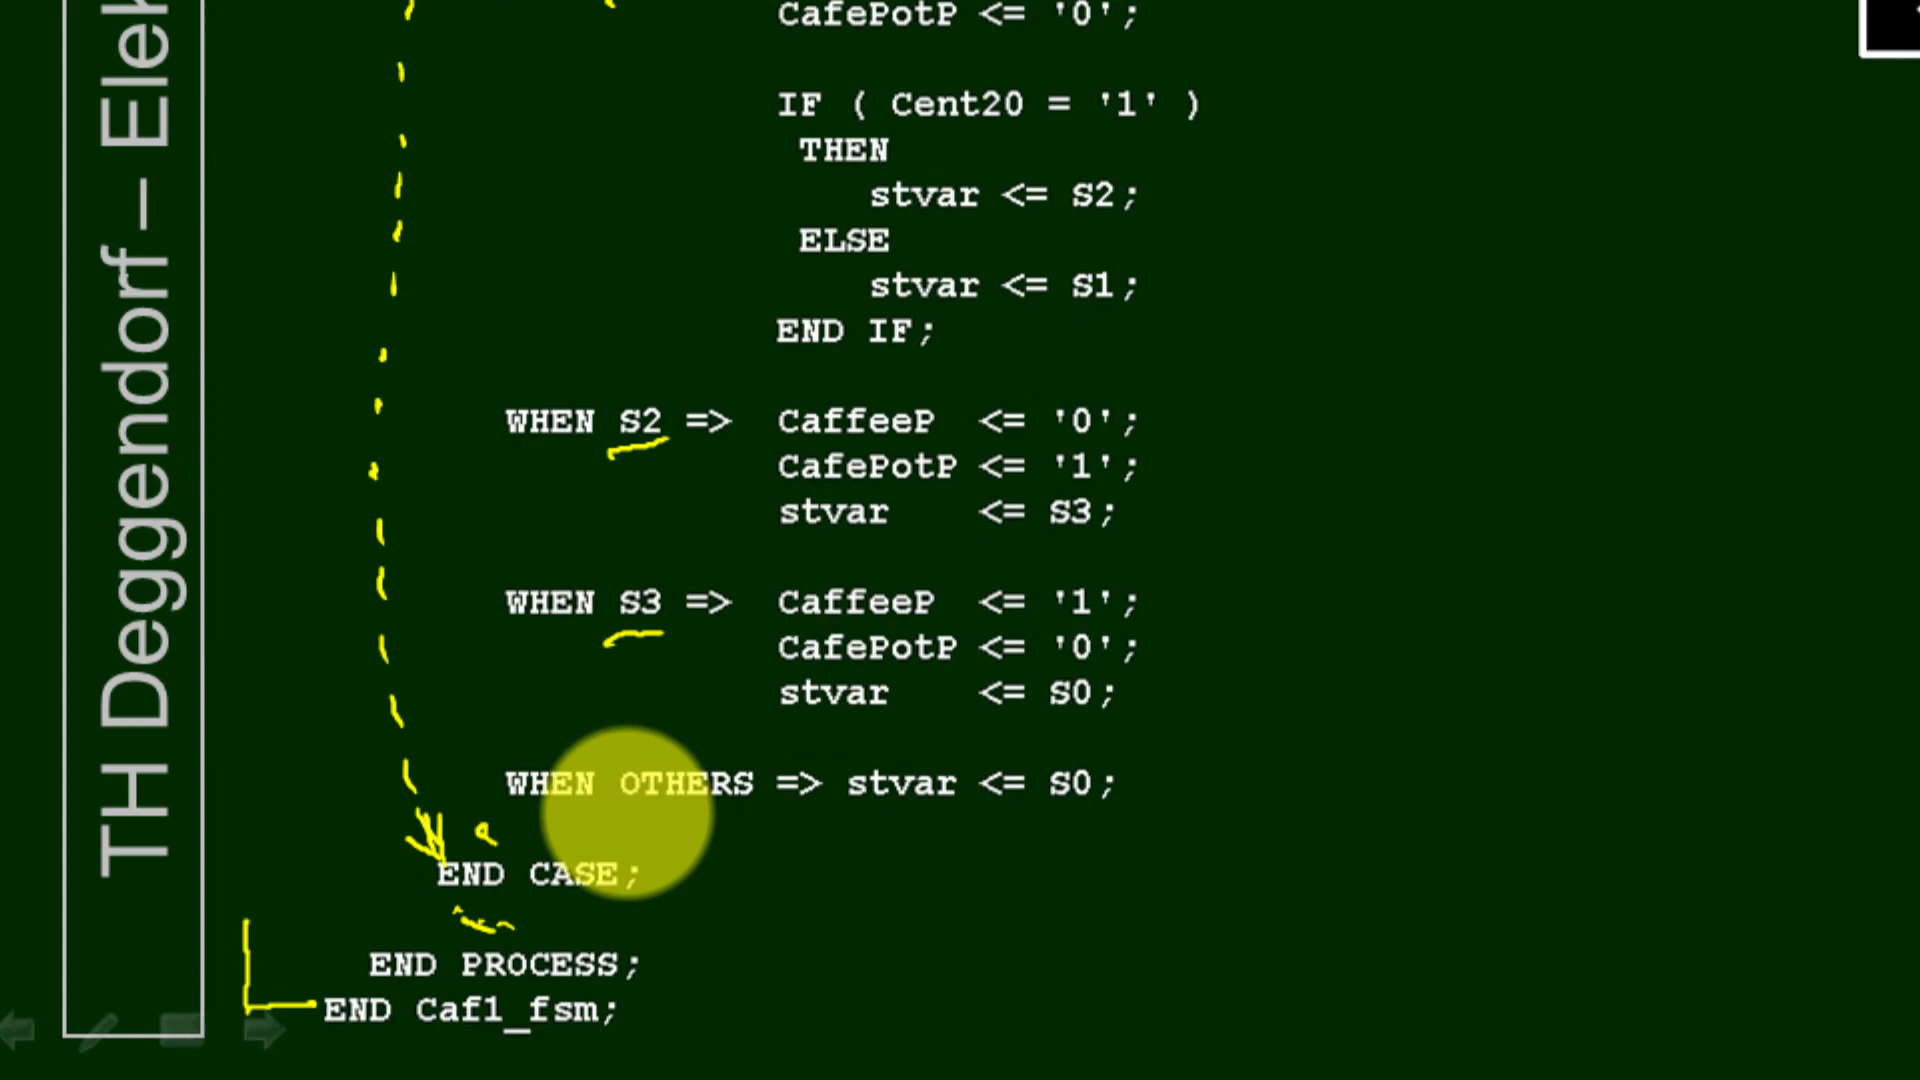 TH Deggendorf – Elek
CafePotP <= '0';
IF ( Cent20 = '1' )
THEN
stvar <= S2;
ELSE
stvar <= S1;
END IF;
WHEN S2 => CaffeeP <= '0';
CafePotP <= '1';
stvar <= S3;
WHEN S3 => CaffeeP <= '1';
CafePotP <= '0';
stvar <= S0;
WHEN OTHERS => stvar <= S0;
END CASE;
END PROCESS;
END Caf1_fsm;